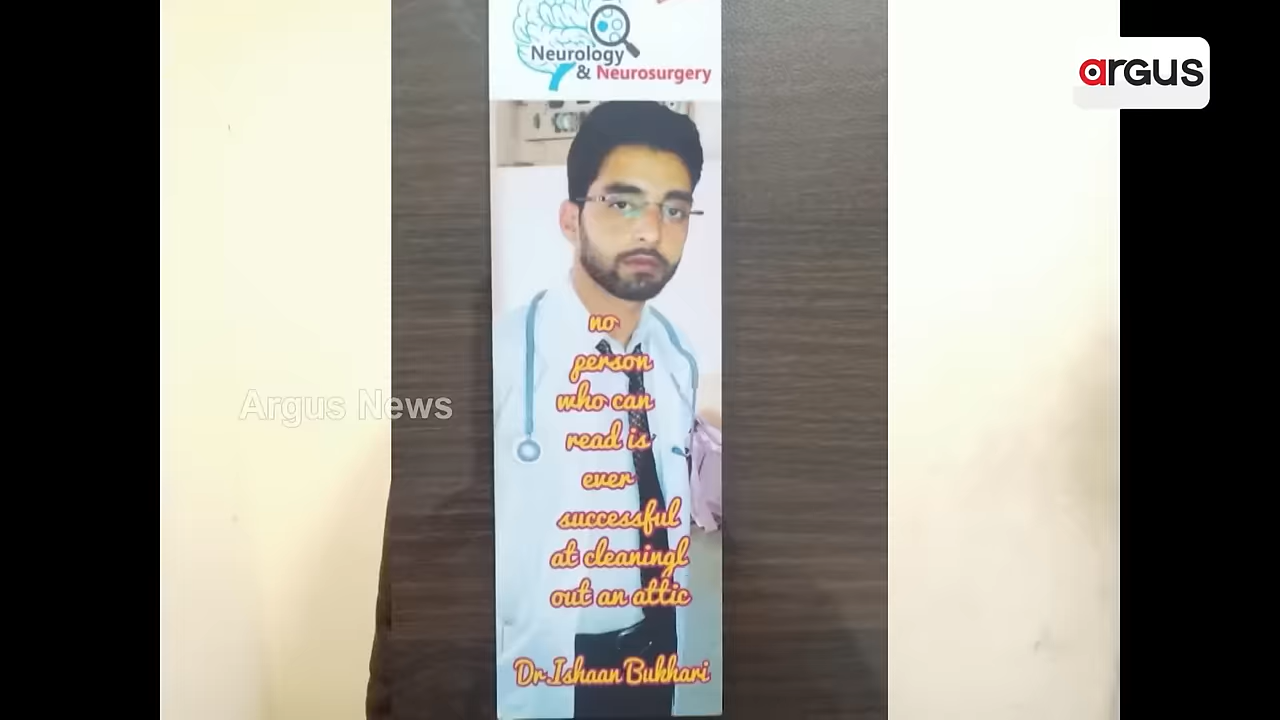 Neurology
& Neurosurgery
argus
Argus News
no
person
who can
read is
ever
successful
at cleaningl
out an attic
Dr Ishaan Bukhari